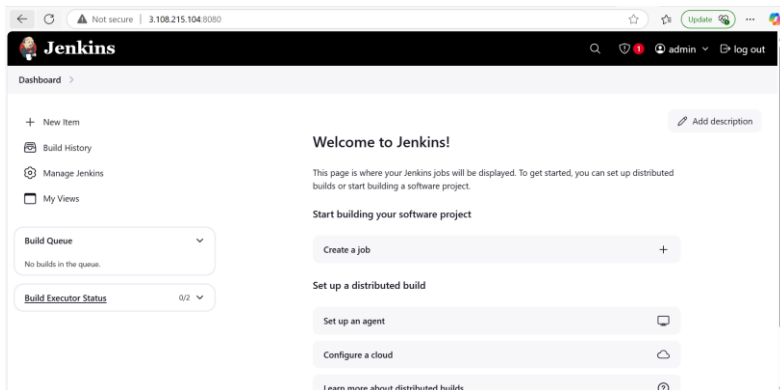 Not secure | 3.108.215.104:8080
Update
Jenkins
1
admin
log out
Dashboard
New Item
Build History
Manage Jenkins
My Views
Build Queue
No builds in the queue.
Build Executor Status
0/2
Add description
Welcome to Jenkins!
This page is where your Jenkins jobs will be displayed. To get started, you can set up distributed
builds or start building a software project.
Start building your software project
Create a job
Set up a distributed build
Set up an agent
Configure a cloud
Learn more about distributed builds